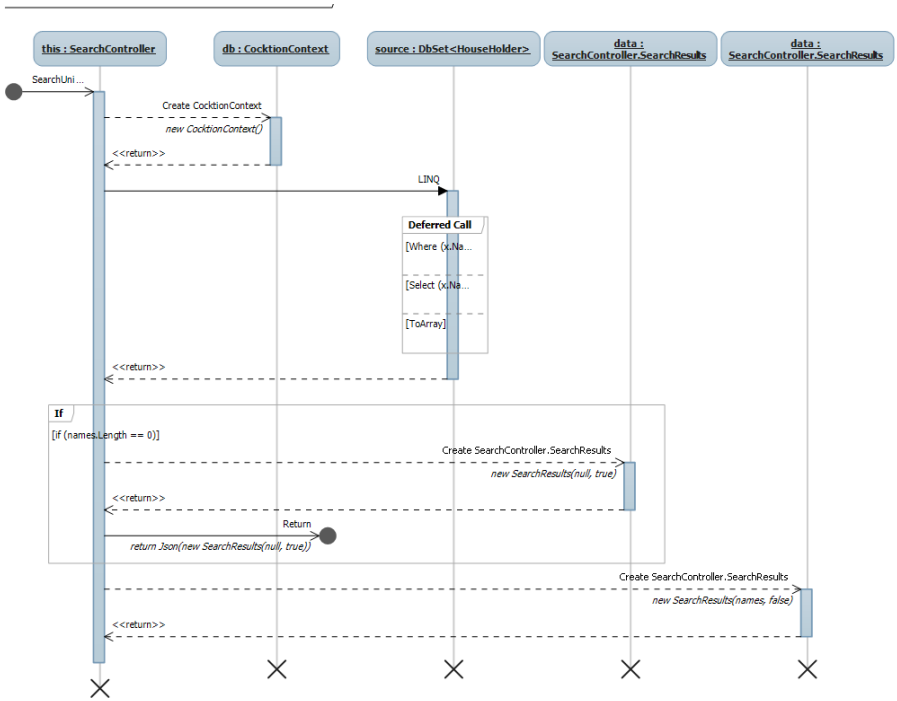 this : SearchController
db : CocktionContext
source : DbSet<HouseHolder>
data :
SearchController.SearchResults
data :
SearchController.SearchResults
SearchUni ...
Create CocktionContext
new CocktionContext()
<<return>>
LINQ
Deferred Call
[Where (x.Na...
[Select (x.Na...
[ToArray]
<<return>>
If
[if (names.Length == 0)]
Create SearchController.SearchResults
new SearchResults(null, true)
<<return>>
Return
return Json(new SearchResults(null, true))
Create SearchController.SearchResults
new SearchResults(names, false)
<<return>>